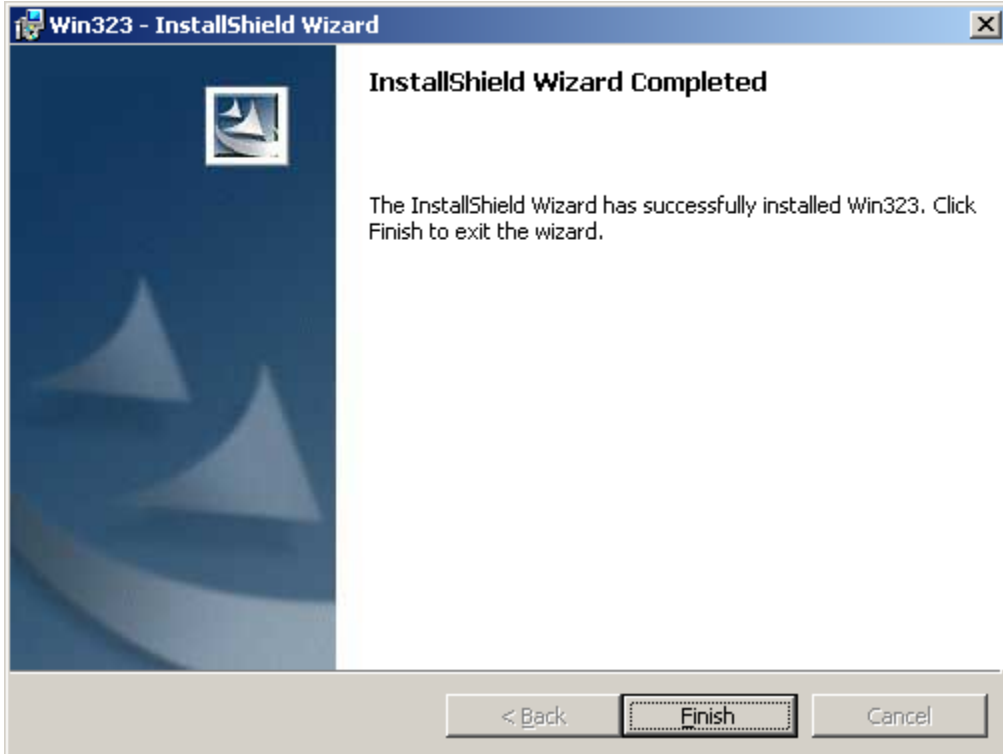 Win323 - InstallShield Wizard
InstallShield Wizard Completed
The InstallShield Wizard has successfully installed Win323. Click
Finish to exit the wizard.
< Back
Finish
Cancel